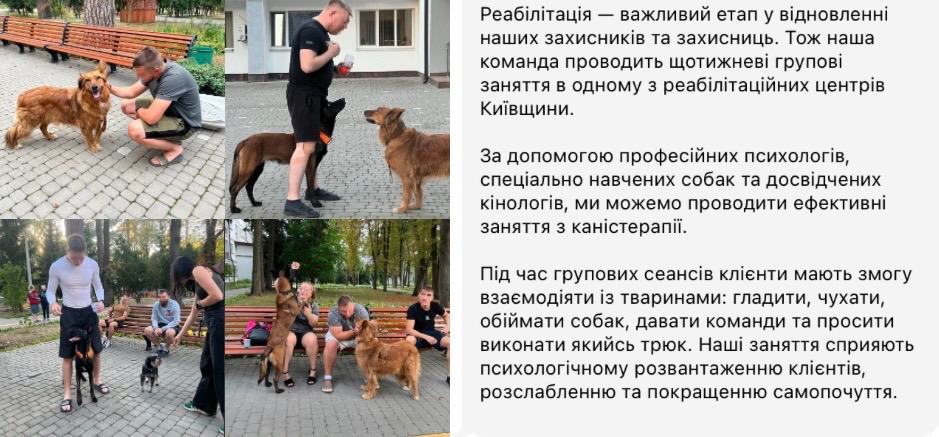 Реабілітація — важливий етап у відновленні
наших захисників та захисниць. Тож наша
команда проводить щотижневі групові
заняття в одному з реабілітаційних центрів
Київщини.
За допомогою професійних психологів,
спеціально навчених собак та досвідчених
кінологів, ми можемо проводити ефективні
заняття з каністерапії.
Під час групових сеансів клієнти мають змогу
взаємодіяти із тваринами: гладити, чухати,
обіймати собак, давати команди та просити
виконати якийсь трюк. Наші заняття сприяють
психологічному розвантаженню клієнтів,
розслабленню та покращенню самопочуття.